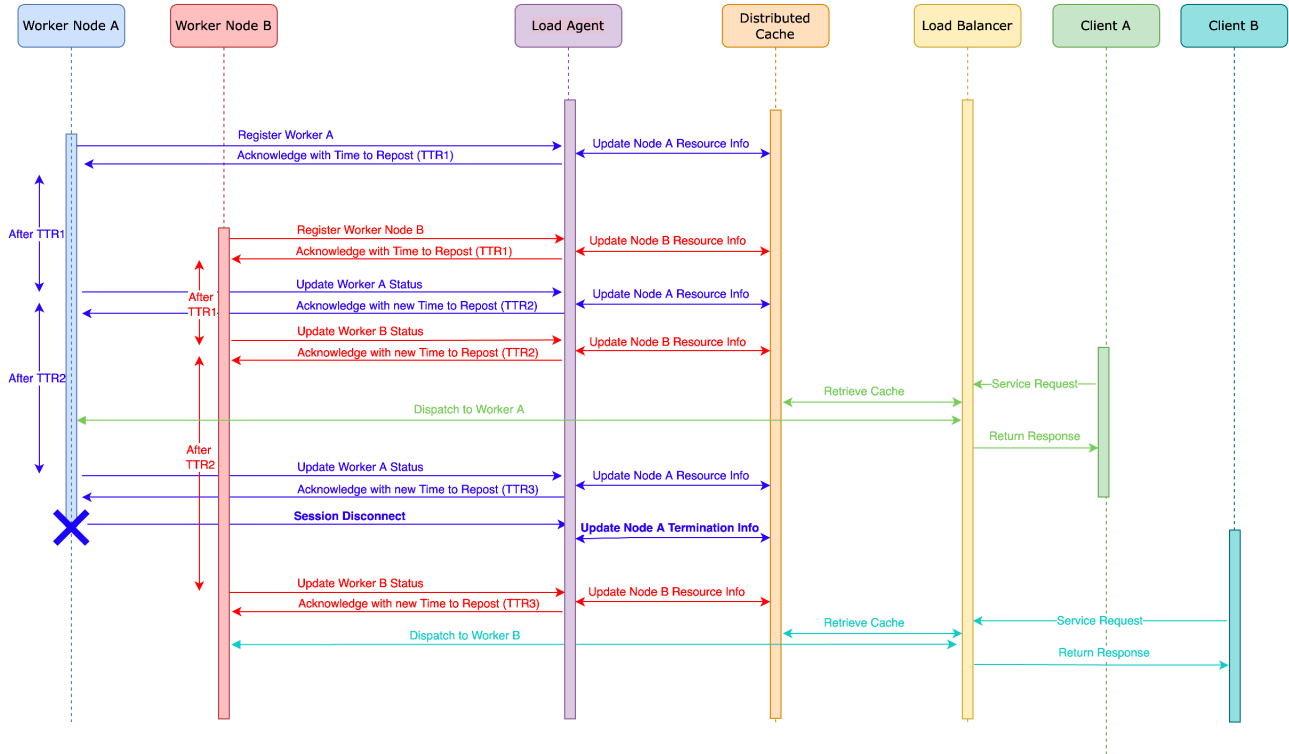 Worker Node A
Worker Node B
Load Agent
Distributed
Cache
Load Balancer
Client A
Client B
Register Worker A
Update Node A Resource Info
Acknowledge with Time to Repost (TTR1)
After TTR1
Register Worker Node B
Update Node B Resource Info
Acknowledge with Time to Repost (TTR1)
Update Worker A Status
Update Node A Resource Info
After
TTR1
Acknowledge with new Time to Repost (TTR2)
Update Worker B Status
Update Node B Resource Info
Acknowledge with new Time to Repost (TTR2)
After TTR2
Service Request
Retrieve Cache
Dispatch to Worker A
Return Response
After
TTR2
Update Worker A Status
Update Node A Resource Info
Acknowledge with new Time to Repost (TTR3)
Session Disconnect
Update Node A Termination Info
Update Worker B Status
Update Node B Resource Info
Acknowledge with new Time to Repost (TTR3)
Service Request
Retrieve Cache
Dispatch to Worker B
Return Response